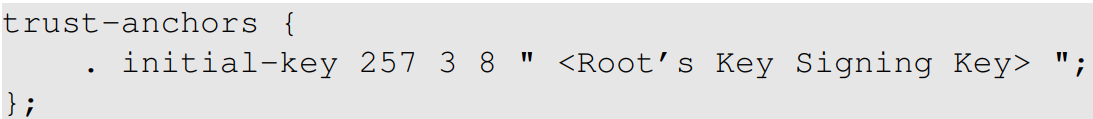 trust-anchors {
    . initial-key 257 3 8 " <Root’s Key Signing Key> ";
};